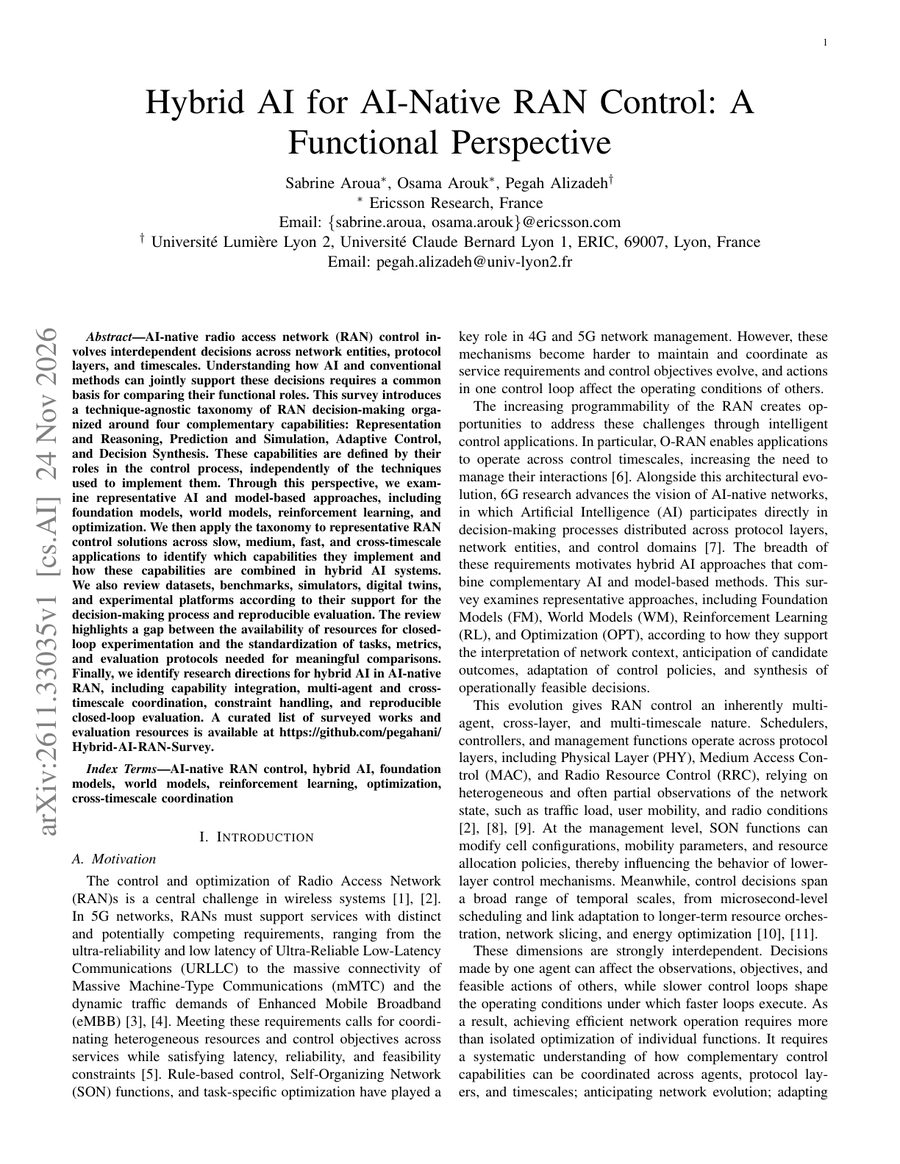 1
Hybrid AI for AI-Native RAN Control: A
Functional Perspective
Sabrine Aroua∗, Osama Arouk∗, Pegah Alizadeh†
∗ Ericsson Research, France
Email: {sabrine.aroua, osama.arouk}@ericsson.com
† Université Lumière Lyon 2, Université Claude Bernard Lyon 1, ERIC, 69007, Lyon, France
Email: pegah.alizadeh@univ-lyon2.fr
arXiv:2611.33035v1 [cs.AI] 24 Nov 2026
Abstract—AI-native radio access network (RAN) control in-
volves interdependent decisions across network entities, protocol
layers, and timescales. Understanding how AI and conventional
methods can jointly support these decisions requires a common
basis for comparing their functional roles. This survey introduces
a technique-agnostic taxonomy of RAN decision-making orga-
nized around four complementary capabilities: Representation
and Reasoning, Prediction and Simulation, Adaptive Control,
and Decision Synthesis. These capabilities are defined by their
roles in the control process, independently of the techniques
used to implement them. Through this perspective, we exam-
ine representative AI and model-based approaches, including
foundation models, world models, reinforcement learning, and
optimization. We then apply the taxonomy to representative RAN
control solutions across slow, medium, fast, and cross-timescale
applications to identify which capabilities they implement and
how these capabilities are combined in hybrid AI systems.
We also review datasets, benchmarks, simulators, digital twins,
and experimental platforms according to their support for the
decision-making process and reproducible evaluation. The review
highlights a gap between the availability of resources for closed-
loop experimentation and the standardization of tasks, metrics,
and evaluation protocols needed for meaningful comparisons.
Finally, we identify research directions for hybrid AI in AI-native
RAN, including capability integration, multi-agent and cross-
timescale coordination, constraint handling, and reproducible
closed-loop evaluation. A curated list of surveyed works and
evaluation resources is available at https://github.com/pegahani/
Hybrid-AI-RAN-Survey.
Index Terms—AI-native RAN control, hybrid AI, foundation
models, world models, reinforcement learning, optimization,
cross-timescale coordination
I. INTRODUCTION
A. Motivation
The control and optimization of Radio Access Network
(RAN)s is a central challenge in wireless systems [1], [2].
In 5G networks, RANs must support services with distinct
and potentially competing requirements, ranging from the
ultra-reliability and low latency of Ultra-Reliable Low-Latency
Communications (URLLC) to the massive connectivity of
Massive Machine-Type Communications (mMTC) and the
dynamic traffic demands of Enhanced Mobile Broadband
(eMBB) [3], [4]. Meeting these requirements calls for coordi-
nating heterogeneous resources and control objectives across
services while satisfying latency, reliability, and feasibility
constraints [5]. Rule-based control, Self-Organizing Network
(SON) functions, and task-specific optimization have played a
key role in 4G and 5G network management. However, these
mechanisms become harder to maintain and coordinate as
service requirements and control objectives evolve, and actions
in one control loop affect the operating conditions of others.
The increasing programmability of the RAN creates op-
portunities to address these challenges through intelligent
control applications. In particular, O-RAN enables applications
to operate across control timescales, increasing the need to
manage their interactions [6]. Alongside this architectural evo-
lution, 6G research advances the vision of AI-native networks,
in which Artificial Intelligence (AI) participates directly in
decision-making processes distributed across protocol layers,
network entities, and control domains [7]. The breadth of
these requirements motivates hybrid AI approaches that com-
bine complementary AI and model-based methods. This sur-
vey examines representative approaches, including Foundation
Models (FM), World Models (WM), Reinforcement Learning
(RL), and Optimization (OPT), according to how they support
the interpretation of network context, anticipation of candidate
outcomes, adaptation of control policies, and synthesis of
operationally feasible decisions.
This evolution gives RAN control an inherently multi-
agent, cross-layer, and multi-timescale nature. Schedulers,
controllers, and management functions operate across protocol
layers, including Physical Layer (PHY), Medium Access Con-
trol (MAC), and Radio Resource Control (RRC), relying on
heterogeneous and often partial observations of the network
state, such as traffic load, user mobility, and radio conditions
[2], [8], [9]. At the management level, SON functions can
modify cell configurations, mobility parameters, and resource
allocation policies, thereby influencing the behavior of lower-
layer control mechanisms. Meanwhile, control decisions span
a broad range of temporal scales, from microsecond-level
scheduling and link adaptation to longer-term resource orches-
tration, network slicing, and energy optimization [10], [11].
These dimensions are strongly interdependent. Decisions
made by one agent can affect the observations, objectives, and
feasible actions of others, while slower control loops shape
the operating conditions under which faster loops execute. As
a result, achieving efficient network operation requires more
than isolated optimization of individual functions. It requires
a systematic understanding of how complementary control
capabilities can be coordinated across agents, protocol lay-
ers, and timescales; anticipating network evolution; adapting